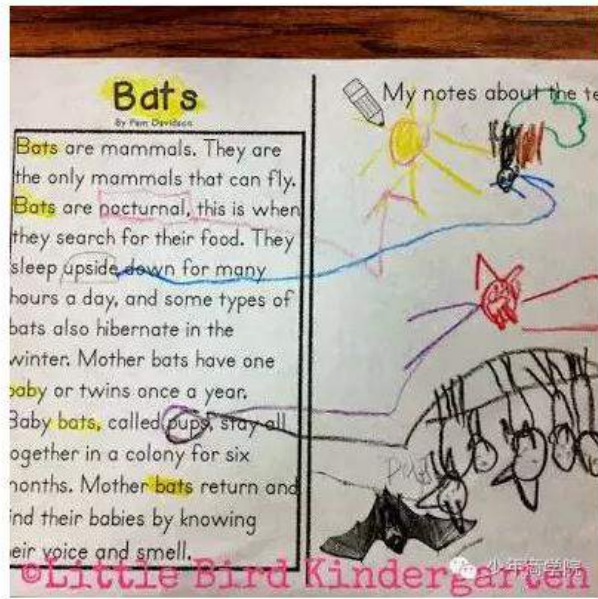 Bats
By Pam Davidson
Bats are mammals. They are
the only mammals that can fly.
Bats are nocturnal, this is when
they search for their food. They
sleep upside down for many
hours a day, and some types of
bats also hibernate in the
winter. Mother bats have one
baby or twins once a year.
Baby bats, called pups, stay all
ogether in a colony for six
months. Mother bats return and
ind their babies by knowing
eir voice and smell.
My notes about the te
©Little Bird Kindergarten
少年商学院